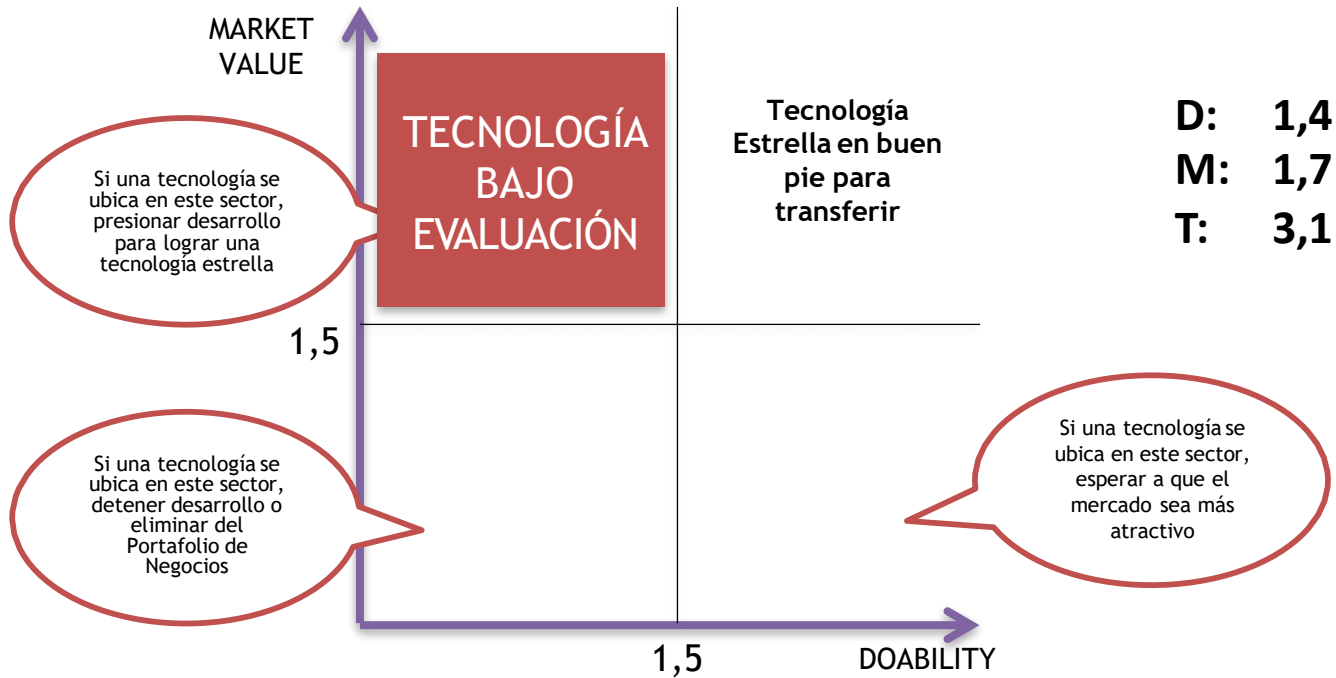 MARKET
VALUE
TECNOLOGÍA
BAJO
EVALUACIÓN
Tecnología
Estrella en buen
pie para
transferir
D: 1,4
M: 1,7
T: 3,1
Si una tecnología se
ubica en este sector,
presionar desarrollo
para lograr una
tecnología estrella
1,5
Si una tecnología se
ubica en este sector,
detener desarrollo o
eliminar del
Portafolio de
Negocios
Si una tecnología se
ubica en este sector,
esperar a que el
mercado sea más
atractivo
1,5
DOABILITY